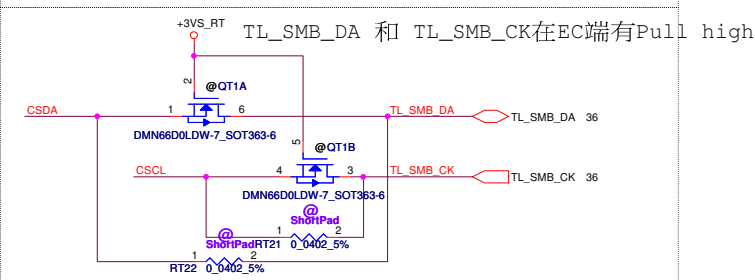 +3VS_RT
TL_SMB_DA 和 TL_SMB_CK在EC端有Pull high
2
@QT1A
CSDA
1
6
TL_SMB_DA
TL_SMB_DA 36
DMN66D0LDW-7_SOT363-6
5
@QT1B
CSCL
4
3
TL_SMB_CK
TL_SMB_CK 36
DMN66D0LDW-7_SOT363-6
@
ShortPad
1
2
@
ShortPadRT21 0_0402_5%
1
2
RT22 0_0402_5%